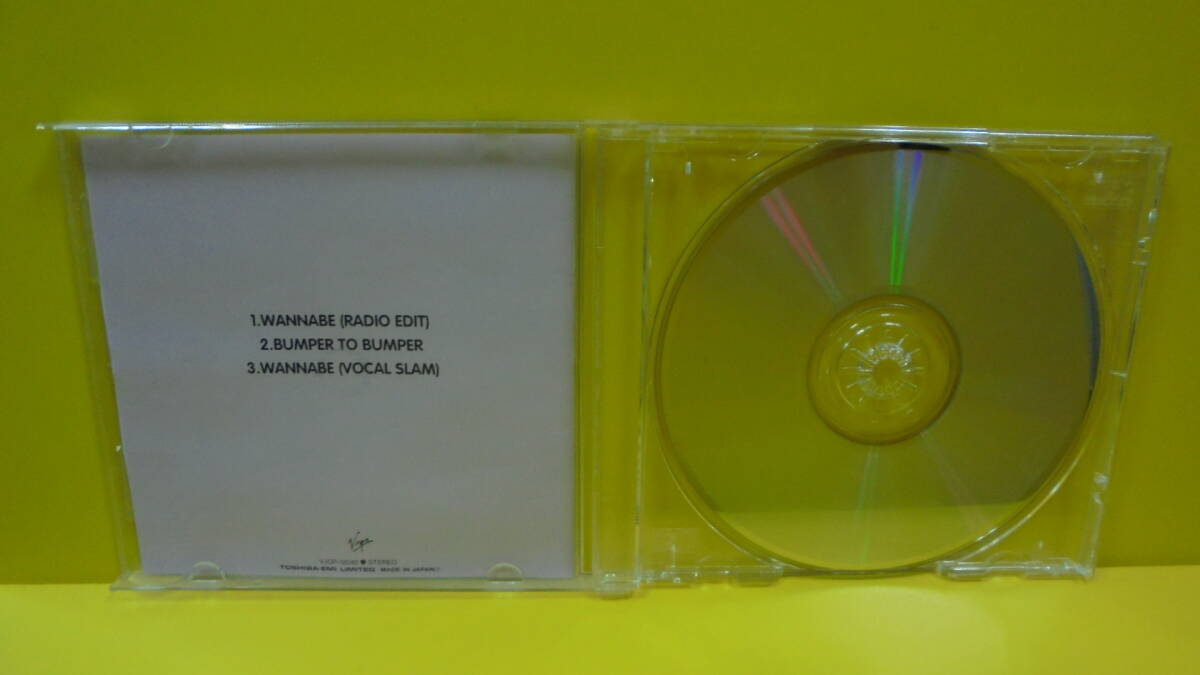 1.WANNABE (RADIO EDIT)
2.BUMPER TO BUMPER
3.WANNABE (VOCAL SLAM)
Virgin
STEREO
TOSHIBA-EMI LIMITED MADE IN JAPAN